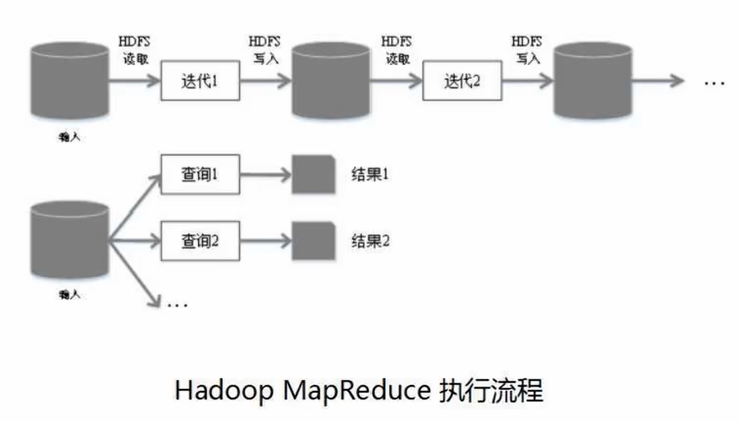 HDFS
读取
迭代1
HDFS
写入
HDFS
读取
迭代2
HDFS
写入
...
输入
查询1
结果1
查询2
结果2
...
输入
Hadoop MapReduce 执行流程